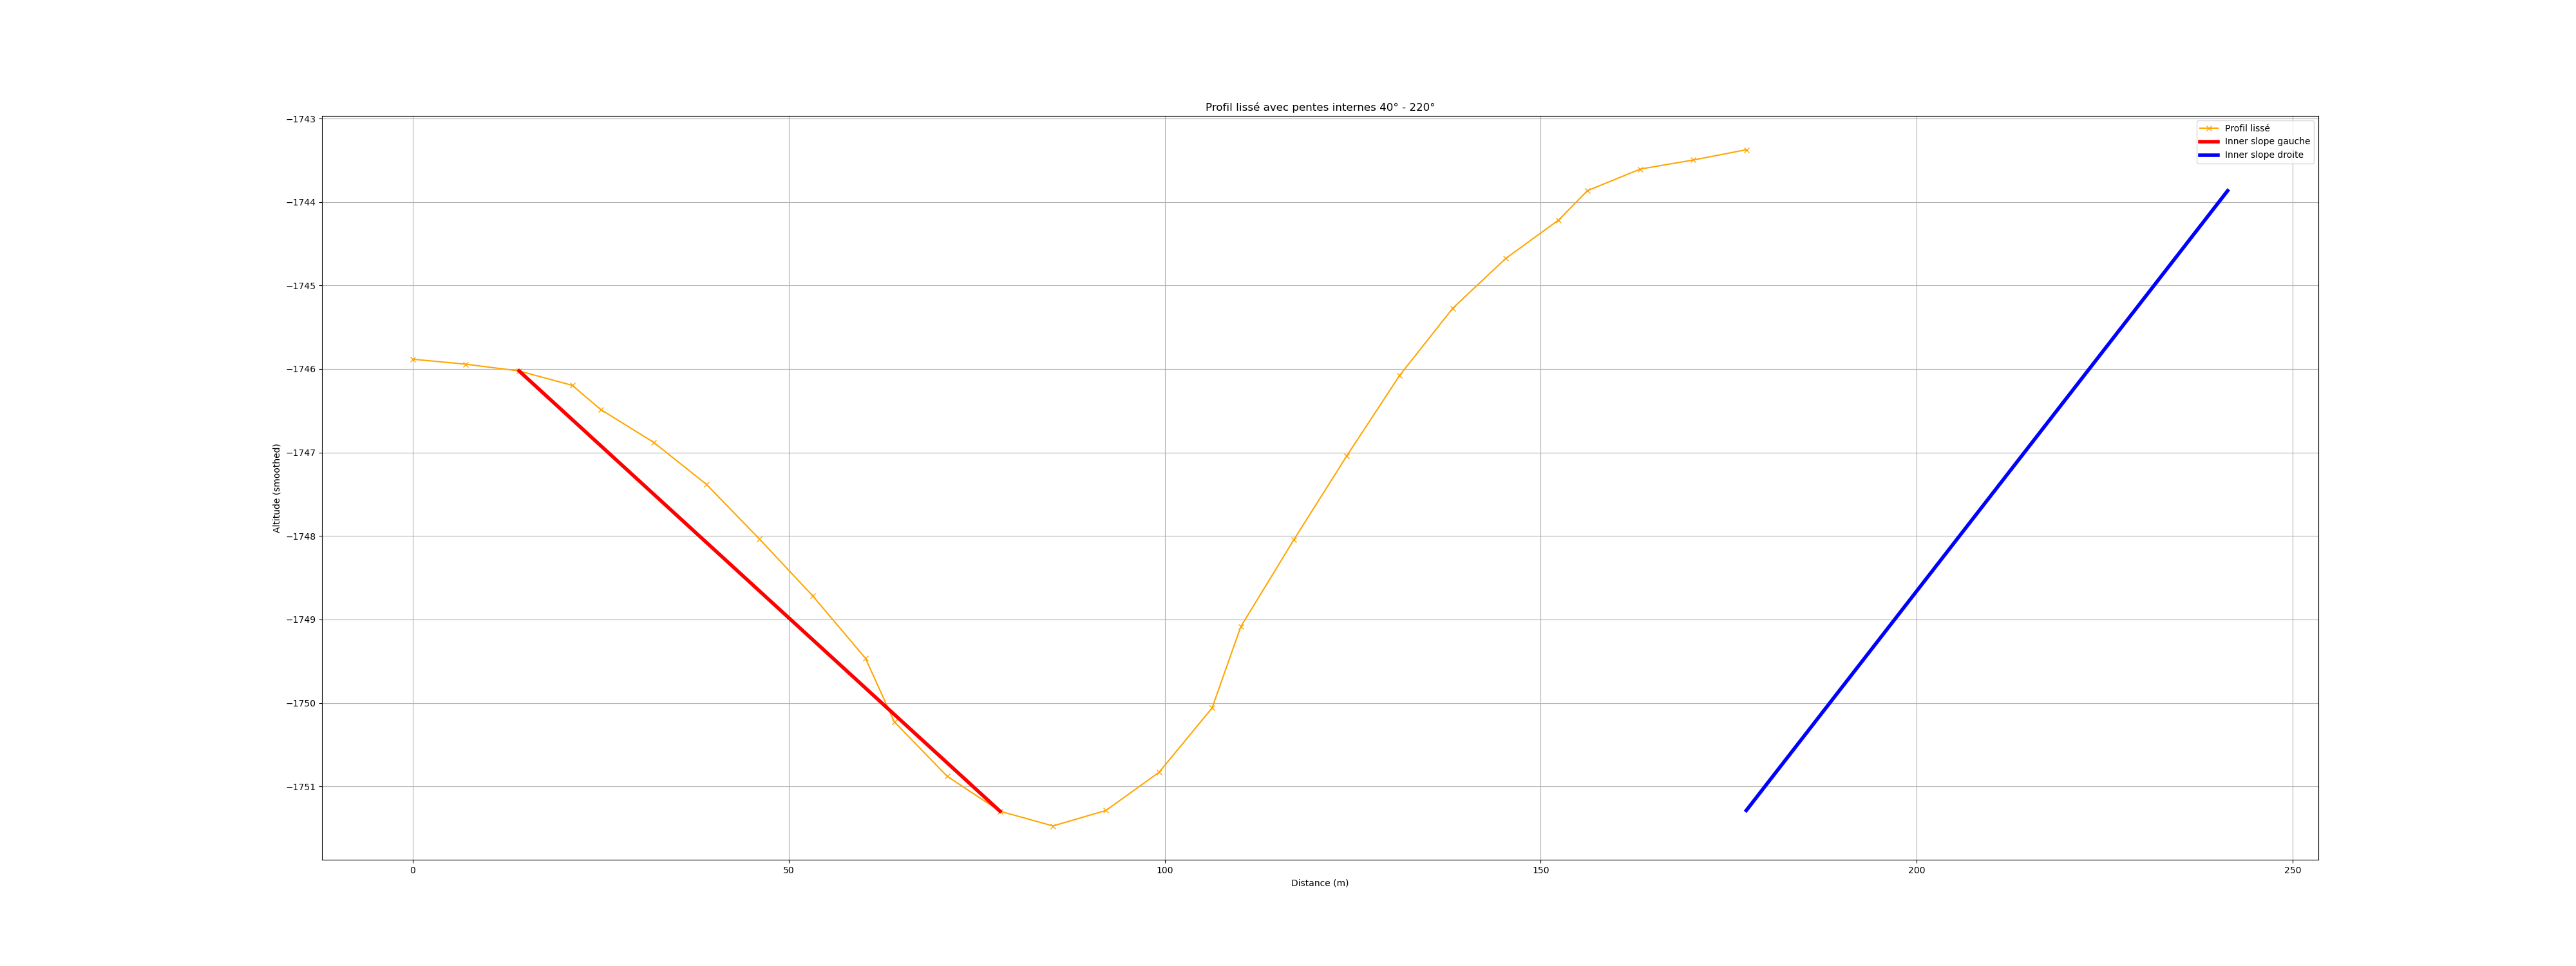 Profil lissé avec pentes internes 40° - 220°
Profil lissé
Inner slope gauche
Inner slope droite
−1743
−1744
−1745
−1746
−1747
−1748
−1749
−1750
−1751
Altitude (smoothed)
0
50
100
150
200
250
Distance (m)